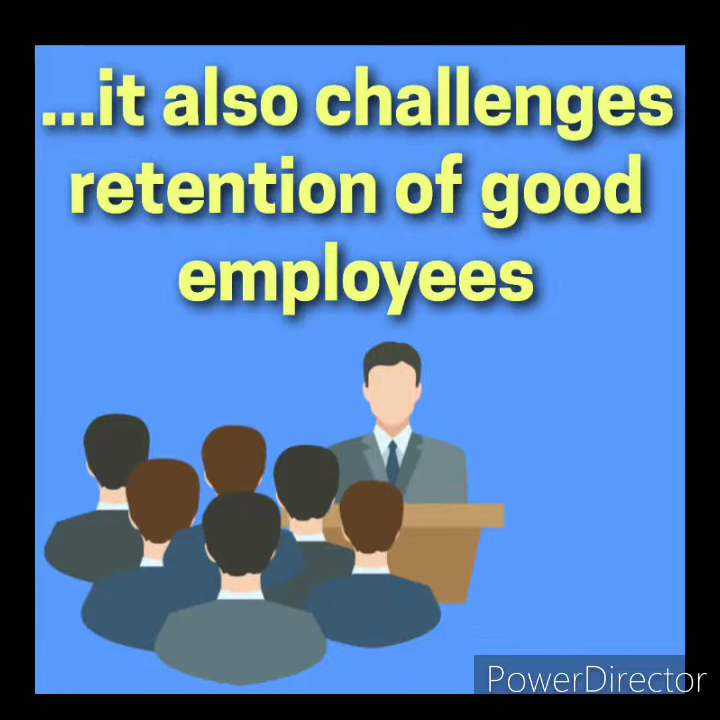 ...it also challenges
retention of good
employees
PowerDirector